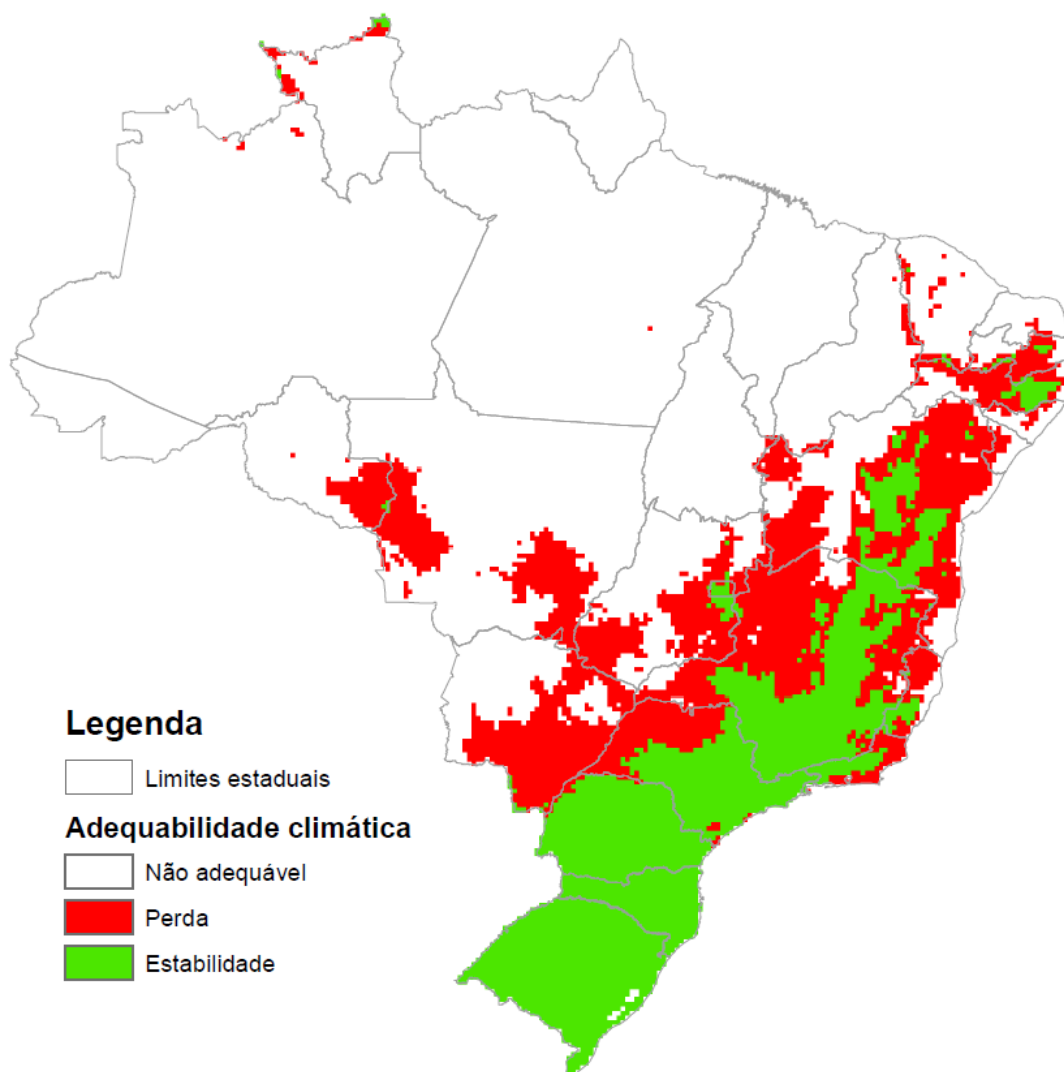 Legenda
Limites estaduais
Adequabilidade climática
Não adequável
Perda
Estabilidade